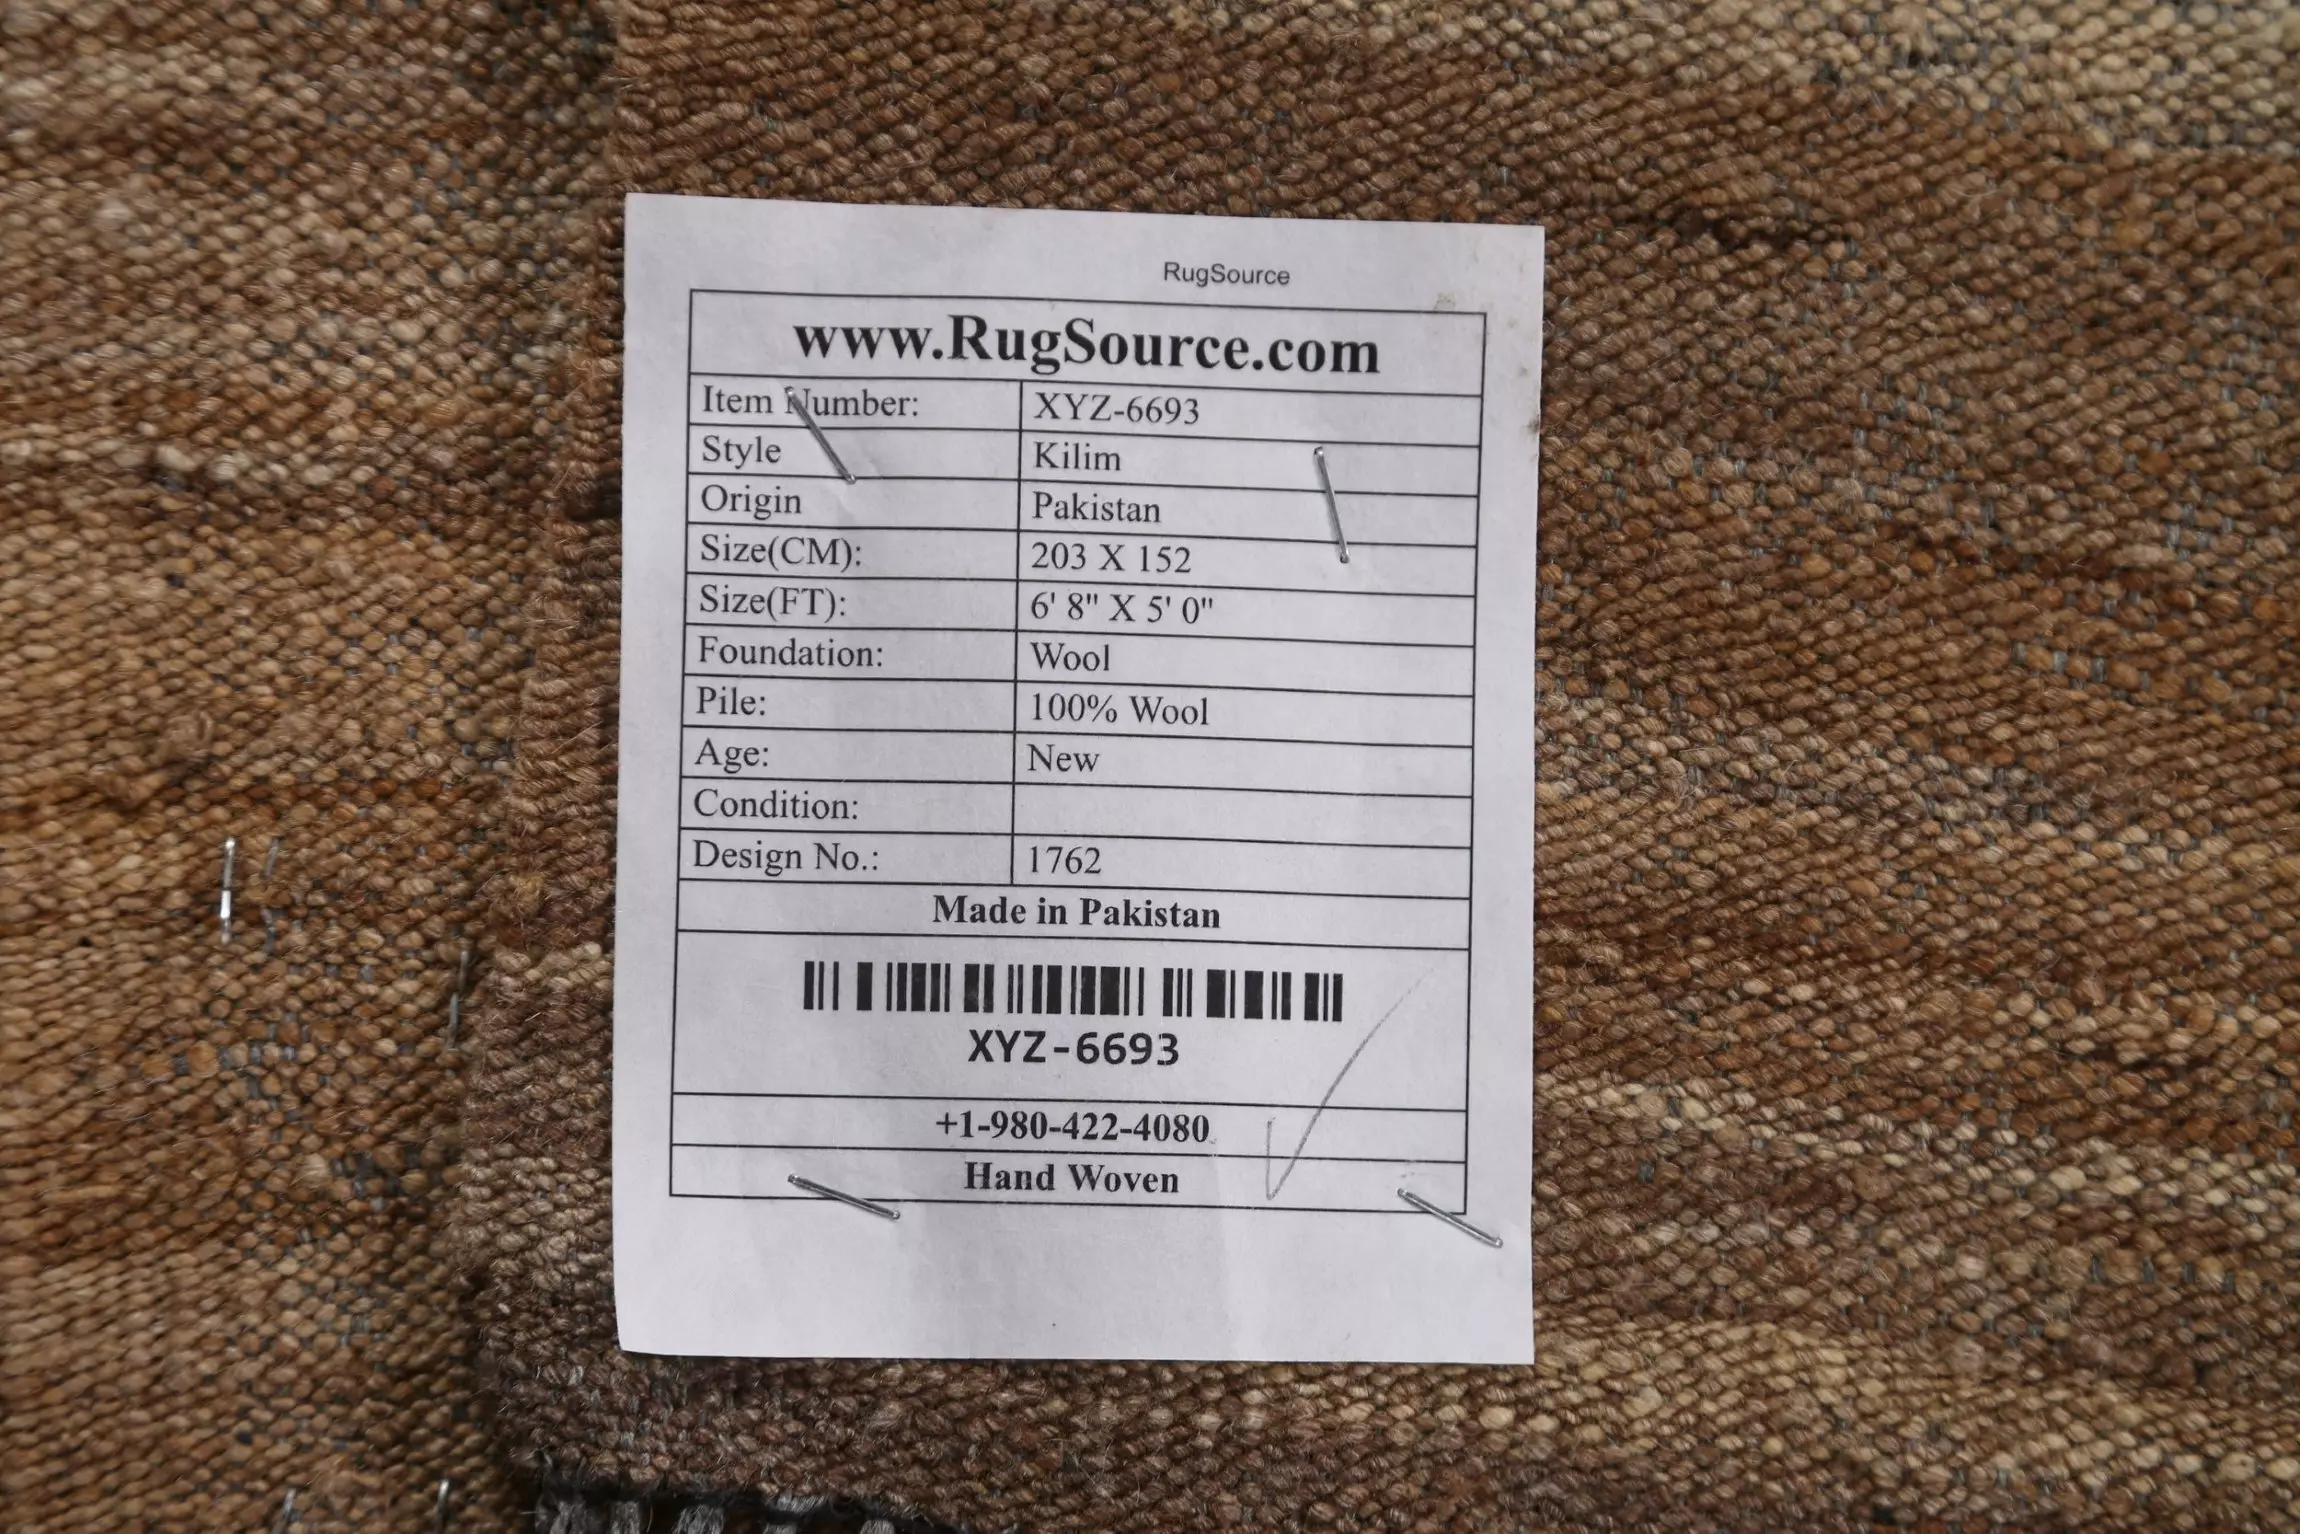 RugSource
www.RugSource.com
Item Number: XYZ-6693
Style Kilim
Origin Pakistan
Size(CM): 203 X 152
Size(FT): 6' 8" X 5' 0"
Foundation: Wool
Pile: 100% Wool
Age: New
Condition:
Design No.: 1762
Made in Pakistan
XYZ-6693
+1-980-422-4080
Hand Woven